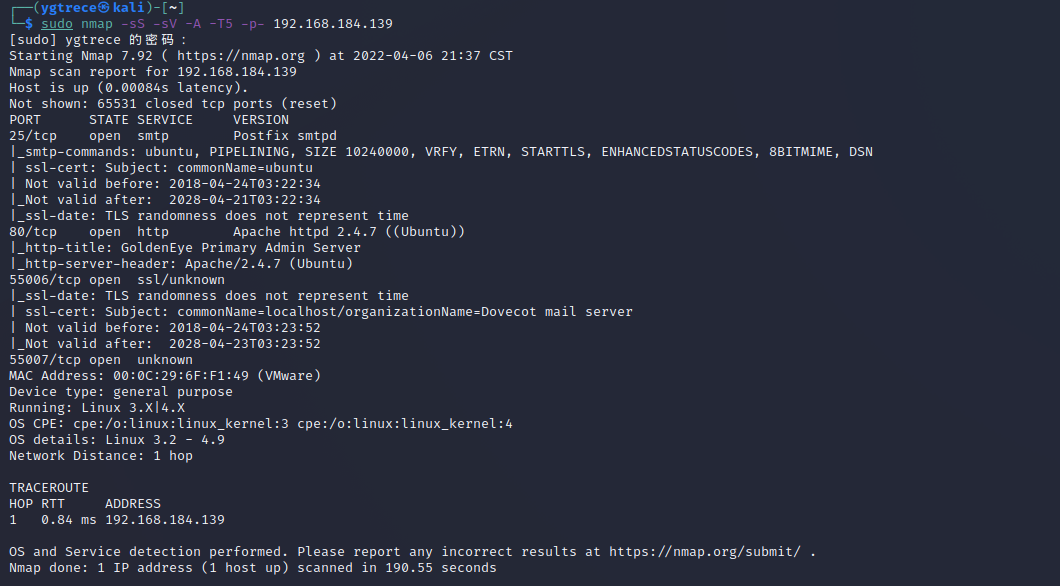 ┌──(ygtrece㉿kali)-[~]
└─$ sudo nmap -sS -sV -A -T5 -p- 192.168.184.139
[sudo] ygtrece 的密码：
Starting Nmap 7.92 ( https://nmap.org ) at 2022-04-06 21:37 CST
Nmap scan report for 192.168.184.139
Host is up (0.00084s latency).
Not shown: 65531 closed tcp ports (reset)
PORT      STATE SERVICE     VERSION
25/tcp    open  smtp        Postfix smtpd
|_smtp-commands: ubuntu, PIPELINING, SIZE 10240000, VRFY, ETRN, STARTTLS, ENHANCEDSTATUSCODES, 8BITMIME, DSN
| ssl-cert: Subject: commonName=ubuntu
| Not valid before: 2018-04-24T03:22:34
|_Not valid after:  2028-04-21T03:22:34
|_ssl-date: TLS randomness does not represent time
80/tcp    open  http        Apache httpd 2.4.7 ((Ubuntu))
|_http-title: GoldenEye Primary Admin Server
|_http-server-header: Apache/2.4.7 (Ubuntu)
55006/tcp open  ssl/unknown
|_ssl-date: TLS randomness does not represent time
| ssl-cert: Subject: commonName=localhost/organizationName=Dovecot mail server
| Not valid before: 2018-04-24T03:23:52
|_Not valid after:  2028-04-23T03:23:52
55007/tcp open  unknown
MAC Address: 00:0C:29:6F:F1:49 (VMware)
Device type: general purpose
Running: Linux 3.X|4.X
OS CPE: cpe:/o:linux:linux_kernel:3 cpe:/o:linux:linux_kernel:4
OS details: Linux 3.2 - 4.9
Network Distance: 1 hop

TRACEROUTE
HOP RTT     ADDRESS
1   0.84 ms 192.168.184.139

OS and Service detection performed. Please report any incorrect results at https://nmap.org/submit/ .
Nmap done: 1 IP address (1 host up) scanned in 190.55 seconds